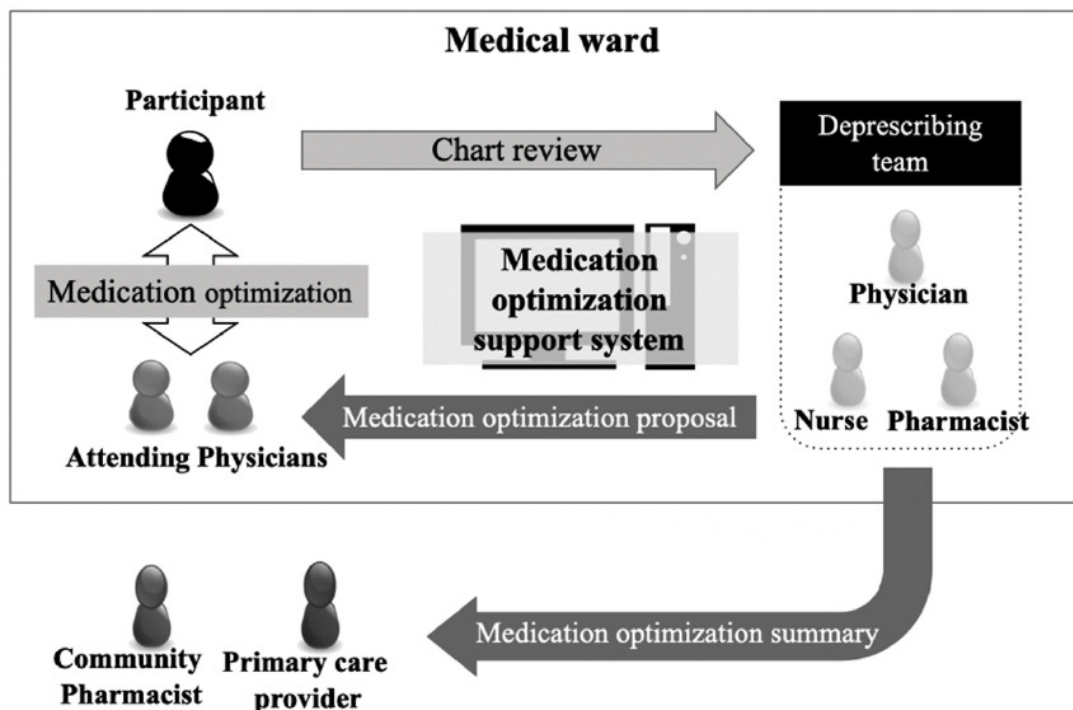 Medical ward
Participant
Chart review
Deprescribing
team
Medication
optimization
support system
Physician
Medication optimization
Nurse
Pharmacist
Medication optimization proposal
Attending Physicians
Community
Pharmacist
Primary care
provider
Medication optimization summary